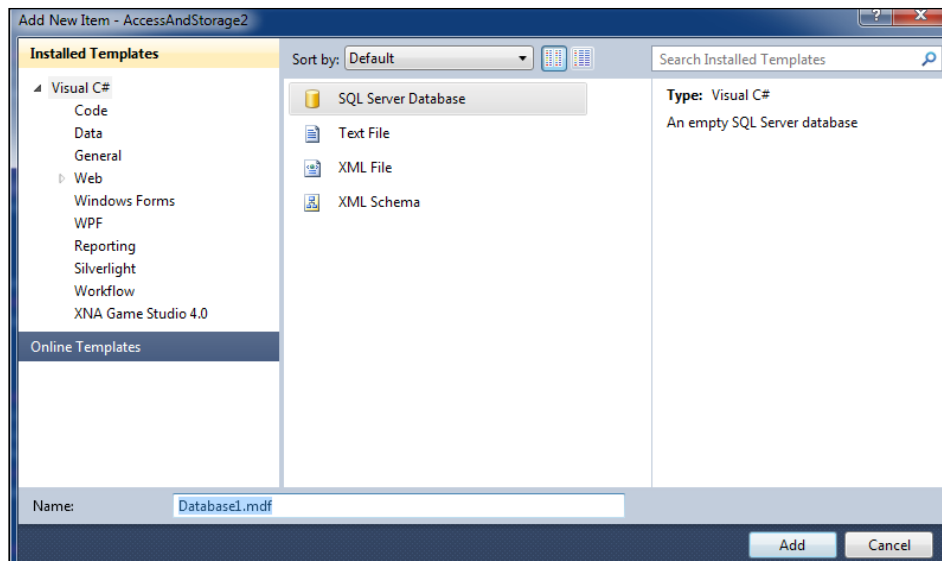 Add New Item - AccessAndStorage2
?
x
Installed Templates
Visual C#
Code
Data
General
Web
Windows Forms
WPF
Reporting
Silverlight
Workflow
XNA Game Studio 4.0
Online Templates
Sort by: Default
SQL Server Database
Text File
XML File
XML Schema
Search Installed Templates
Type: Visual C#
An empty SQL Server database
Name: Database1.mdf
Add
Cancel